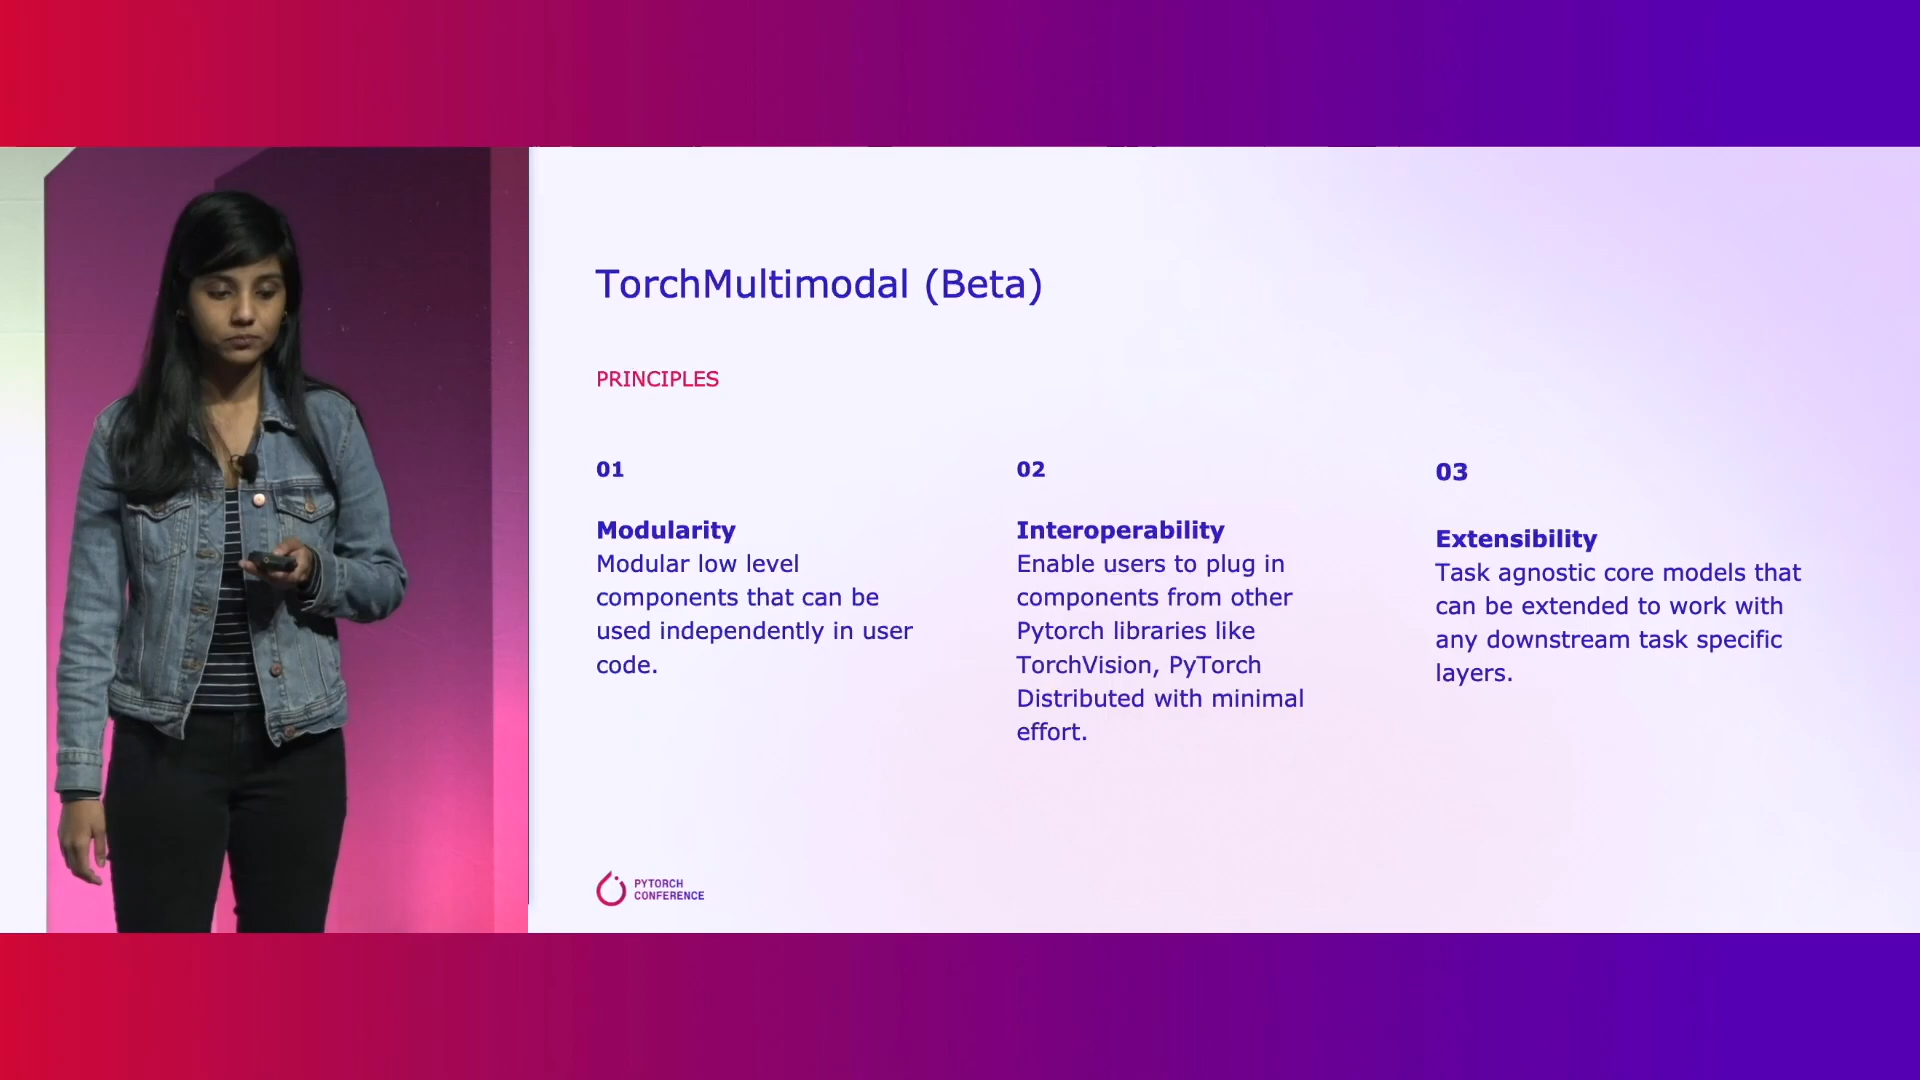 TorchMultimodal (Beta)
PRINCIPLES
01
Modularity
Modular low level
components that can be
used independently in user
code.
02
Interoperability
Enable users to plug in
components from other
Pytorch libraries like
TorchVision, PyTorch
Distributed with minimal
effort.
03
Extensibility
Task agnostic core models that
can be extended to work with
any downstream task specific
layers.
PYTORCH
CONFERENCE